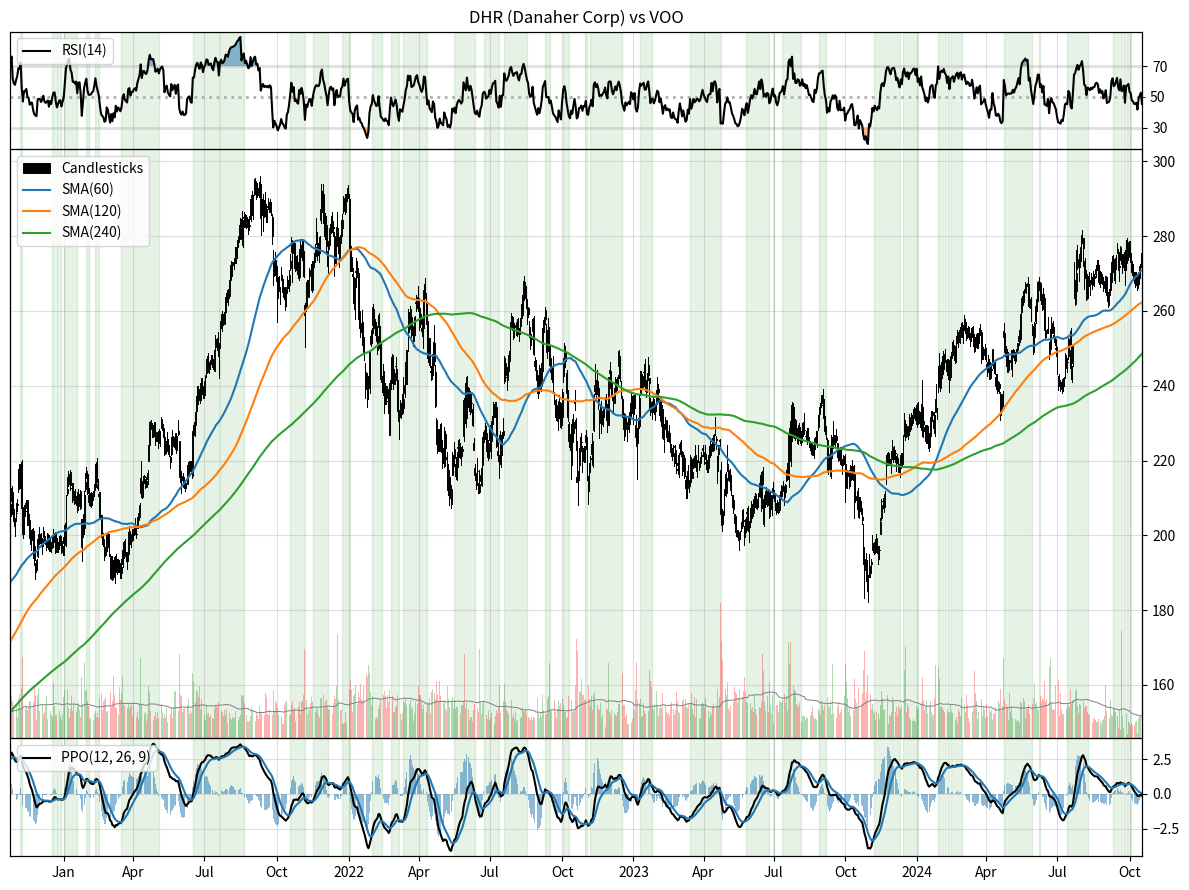 DHR (Danaher Corp) vs VOO
RSI(14)
70
50
30
Candlesticks
SMA(60)
SMA(120)
SMA(240)
300
280
260
240
220
200
180
160
PPO(12, 26, 9)
2.5
0.0
−2.5
Jan Apr Jul Oct 2022 Apr Jul Oct 2023 Apr Jul Oct 2024 Apr Jul Oct